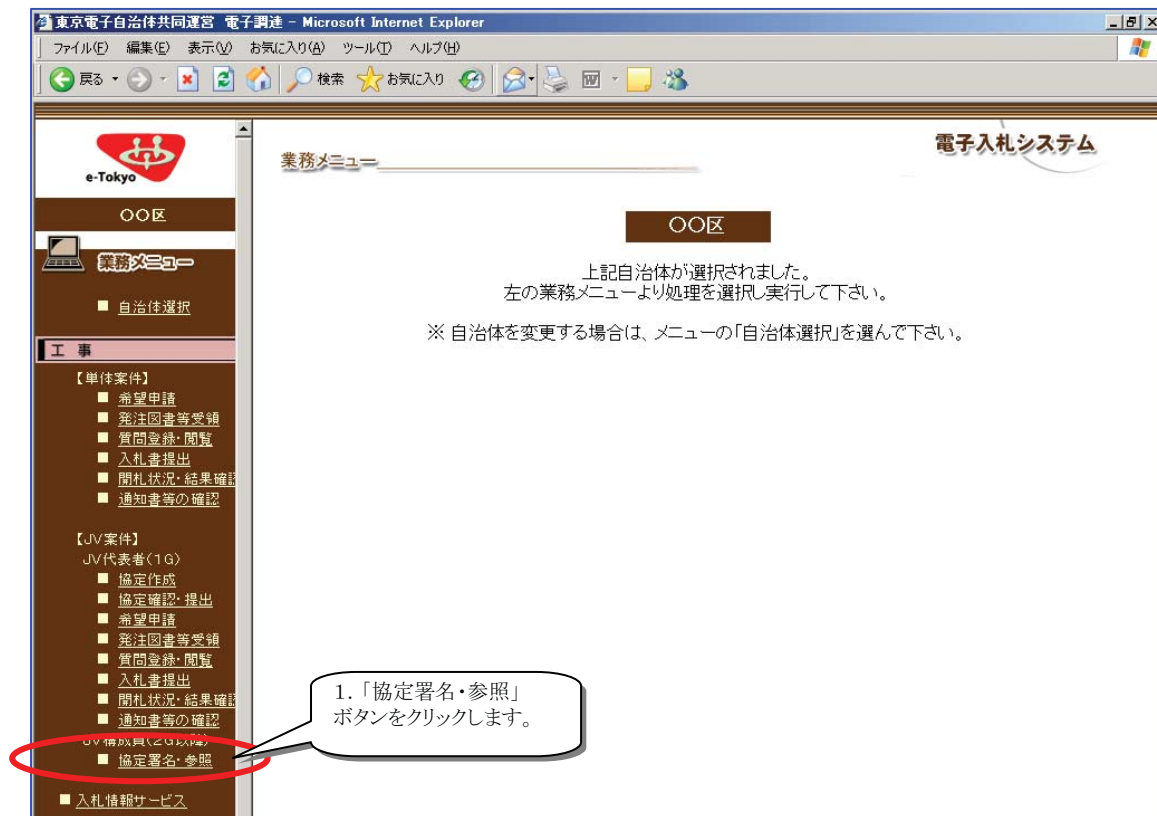 東京電子自治体共同運営 電子調達 - Microsoft Internet Explorer
ファイル(F) 編集(E) 表示(V) お気に入り(A) ツール(T) ヘルプ(H)
戻る 検索 お気に入り
e-Tokyo
〇〇区
業務メニュー
■ 自治体選択
工 事
【単体案件】
■ 希望申請
■ 発注図書等受領
■ 質問登録・閲覧
■ 入札書提出
■ 開札状況・結果確認
■ 通知書等の確認
【JV案件】
JV代表者(1G)
■ 協定作成
■ 協定確認・提出
■ 希望申請
■ 発注図書等受領
■ 質問登録・閲覧
■ 入札書提出
■ 開札状況・結果確認
■ 通知書等の確認
JV構成員(2G以降)
■ 協定署名・参照
■ 入札情報サービス
業務メニュー
電子入札システム
〇〇区
上記自治体が選択されました。
左の業務メニューより処理を選択し実行して下さい。
※ 自治体を変更する場合は、メニューの「自治体選択」を選んで下さい。
1.「協定署名・参照」
ボタンをクリックします。